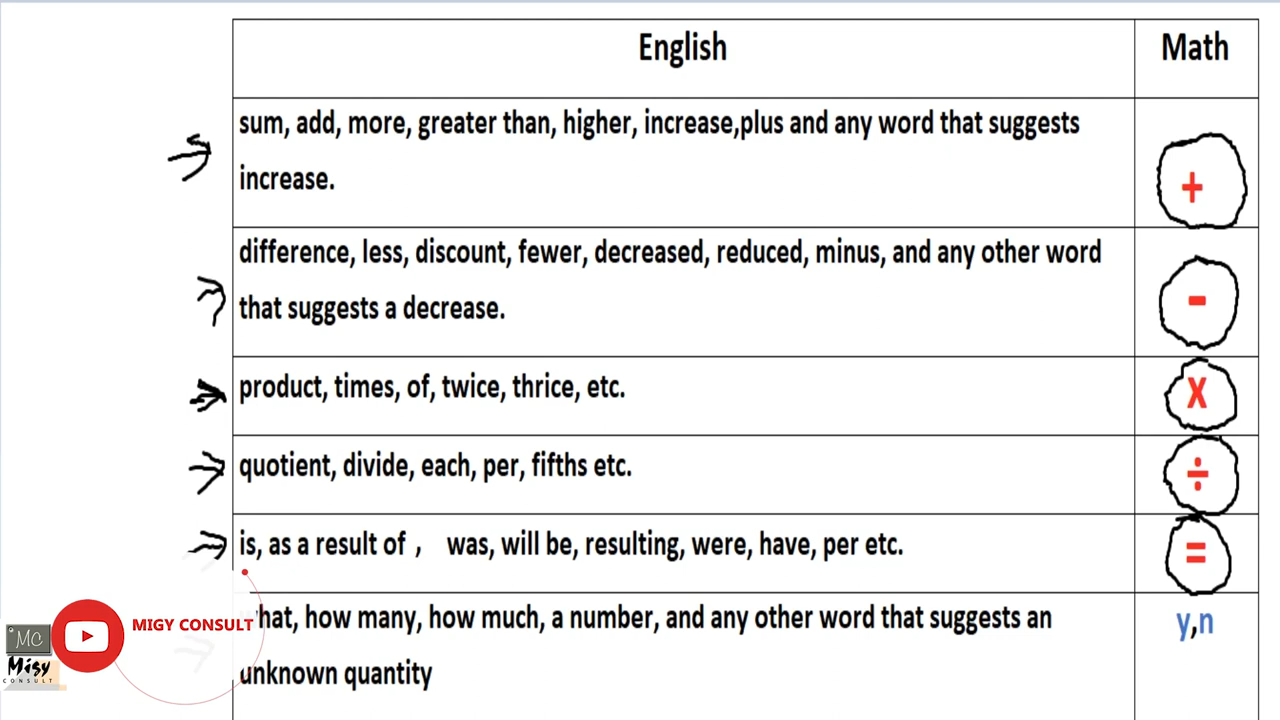 English
Math
sum, add, more, greater than, higher, increase,plus and any word that suggests
increase.
+
difference, less, discount, fewer, decreased, reduced, minus, and any other word
that suggests a decrease.
-
product, times, of, twice, thrice, etc.
X
quotient, divide, each, per, fifths etc.
÷
is, as a result of , was, will be, resulting, were, have, per etc.
=
hat, how many, how much, a number, and any other word that suggests an
unknown quantity
y,n
MIGY CONSULT
MC
Migy
CONSULT